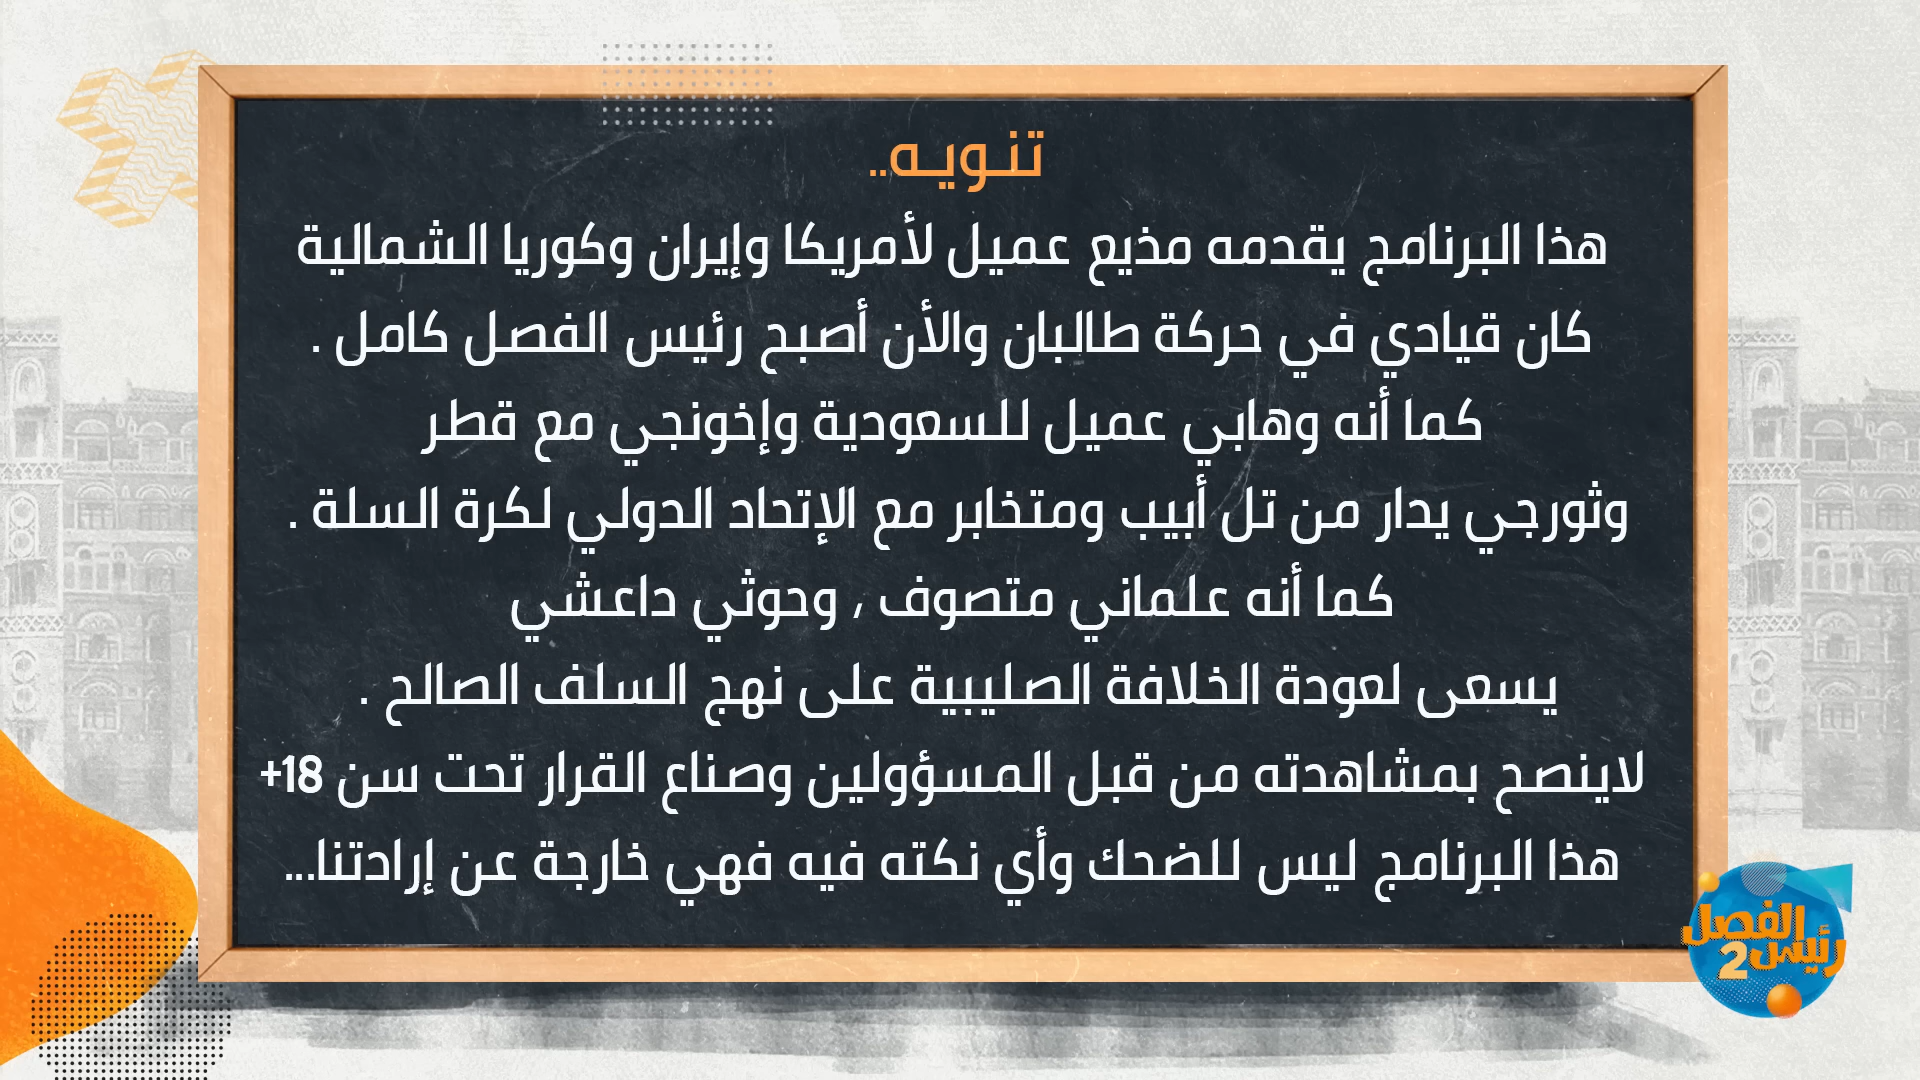 تنويه..
هذا البرنامج يقدمه مذيع عميل لأمريكا وإيران وكوريا الشمالية
كان قيادي في حركة طالبان والأن أصبح رئيس الفصل كامل .
كما أنه وهابي عميل للسعودية وإخونجي مع قطر
وثورجي يدار من تل أبيب ومتخابر مع الإتحاد الدولي لكرة السلة .
كما أنه علماني متصوف , وحوثي داعشي
يسعى لعودة الخلافة الصليبية على نهج السلف الصالح .
لاينصح بمشاهدته من قبل المسؤولين وصناع القرار تحت سن 18+
هذا البرنامج ليس للضحك وأي نكته فيه فهي خارجة عن إرادتنا...
رئيس الفصل 2